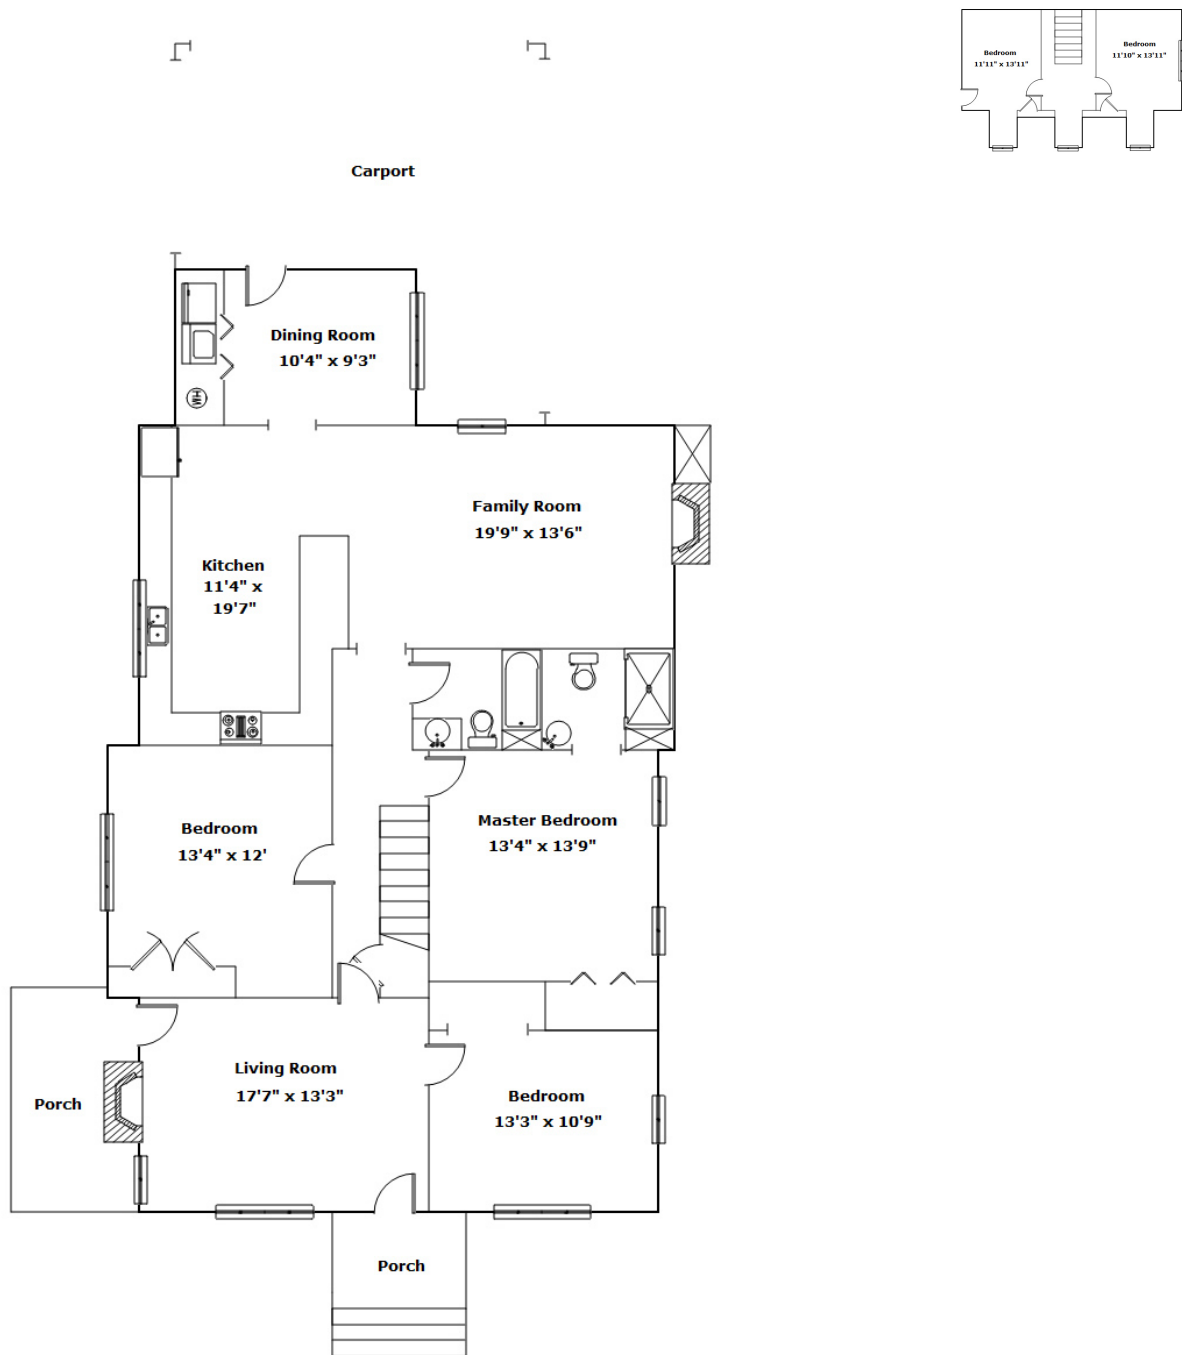 Bedroom
11'11" x 13'11"
Bedroom
11'10" x 13'11"
Carport
Dining Room
10'4" x 9'3"
HW
Family Room
19'9" x 13'6"
Kitchen
11'4" x
19'7"
Master Bedroom
13'4" x 13'9"
Bedroom
13'4" x 12'
Living Room
17'7" x 13'3"
Bedroom
13'3" x 10'9"
Porch
Porch